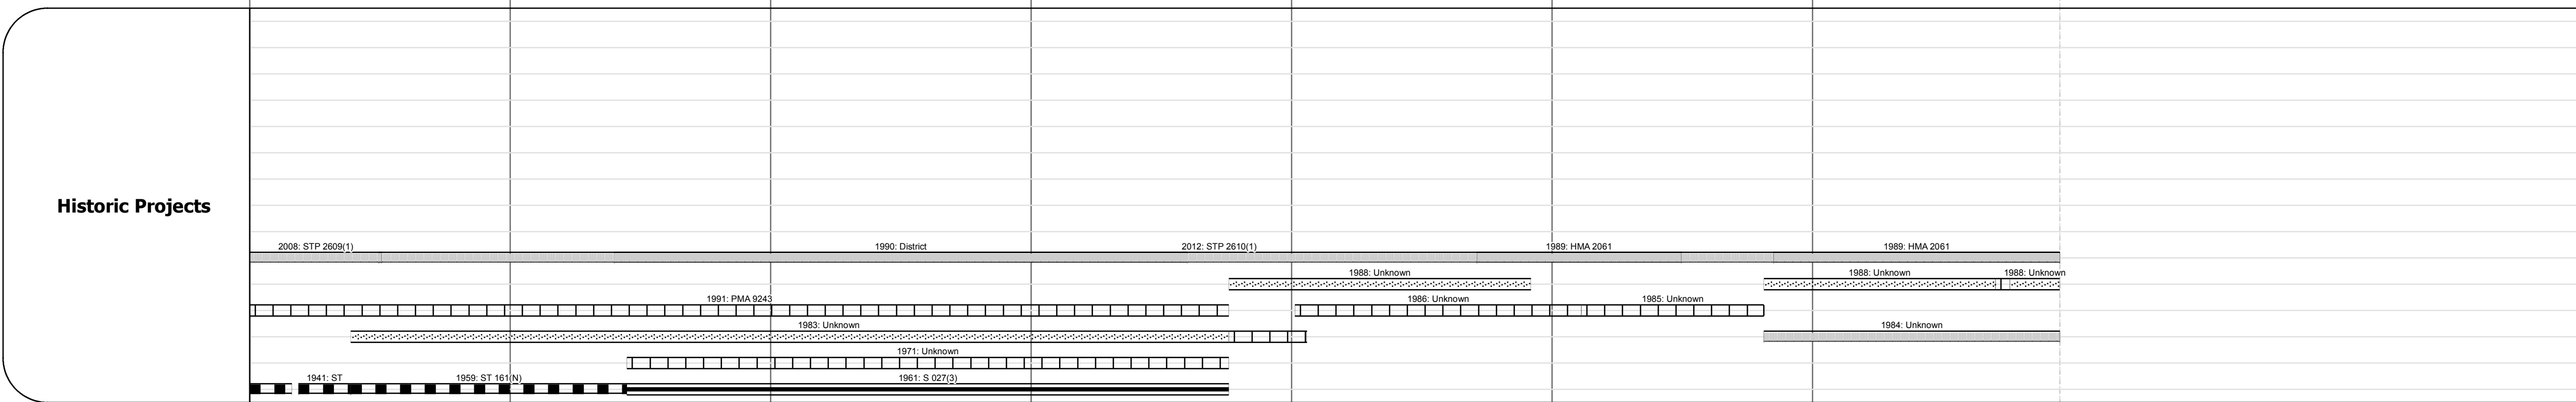 Historic Projects
2008: STP 2609(1)
1990: District
2012: STP 2610(1)
1989: HMA 2061
1989: HMA 2061
1988: Unknown
1988: Unknown
1988: Unknown
1991: PMA 9243
1986: Unknown
1985: Unknown
1983: Unknown
1984: Unknown
1971: Unknown
1941: ST
1959: ST 161(N)
1961: S 027(3)